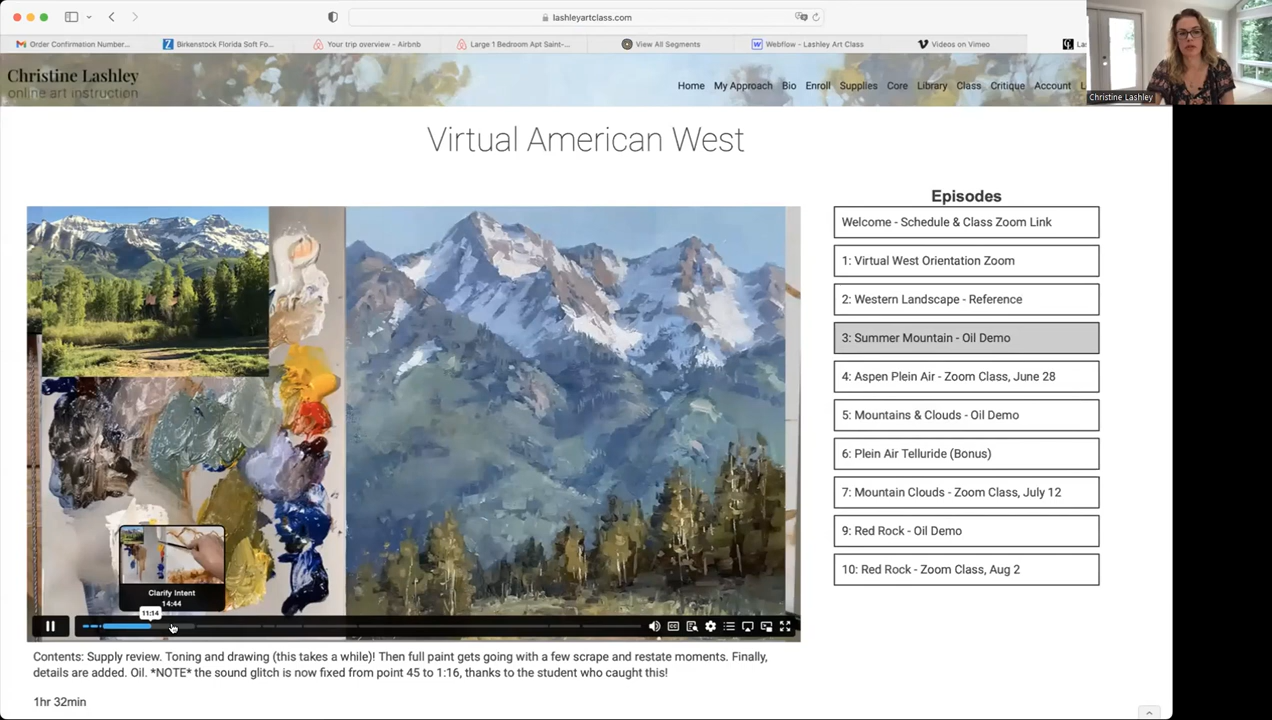 lashleyartclass.com
Order Confirmation Number...
Birkenstock Florida Soft Fo...
Your trip overview - Airbnb
Large 1 Bedroom Apt Saint-...
View All Segments
Webflow - Lashley Art Class
Videos on Vimeo
Las
Christine Lashley
online art instruction
Home My Approach Bio Enroll Supplies Core Library Class Critique Account L
Christine Lashley
Virtual American West
Episodes
Welcome - Schedule & Class Zoom Link
1: Virtual West Orientation Zoom
2: Western Landscape - Reference
3: Summer Mountain - Oil Demo
4: Aspen Plein Air - Zoom Class, June 28
5: Mountains & Clouds - Oil Demo
6: Plein Air Telluride (Bonus)
7: Mountain Clouds - Zoom Class, July 12
9: Red Rock - Oil Demo
10: Red Rock - Zoom Class, Aug 2
Clarify Intent
14:44
11:14
Contents: Supply review. Toning and drawing (this takes a while)! Then full paint gets going with a few scrape and restate moments. Finally,
details are added. Oil. *NOTE* the sound glitch is now fixed from point 45 to 1:16, thanks to the student who caught this!
1hr 32min